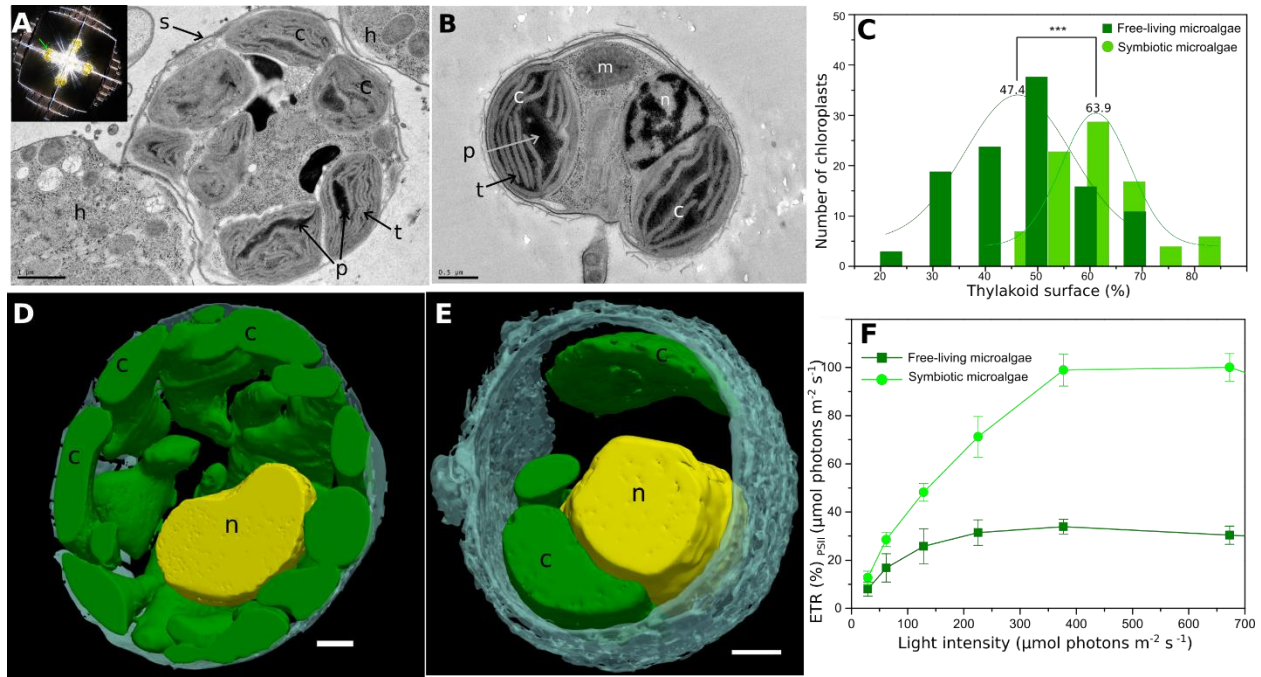 A
s
c
h
c
h
t
p
1 µm
B
m
c
n
p
t
c
0.5 µm
C
Free-living microalgae
Symbiotic microalgae
***
47.4
63.9
50
40
30
20
10
0
Number of chloroplasts
20 30 40 50 60 70 80
Thylakoid surface (%)
D
c
c
c
n
E
c
n
c
F
Free-living microalgae
Symbiotic microalgae
100
80
60
40
20
0
ETR (%) PSII (µmol photons m-2 s-1)
0 100 200 300 400 500 600 700
Light intensity (µmol photons m-2 s-1)